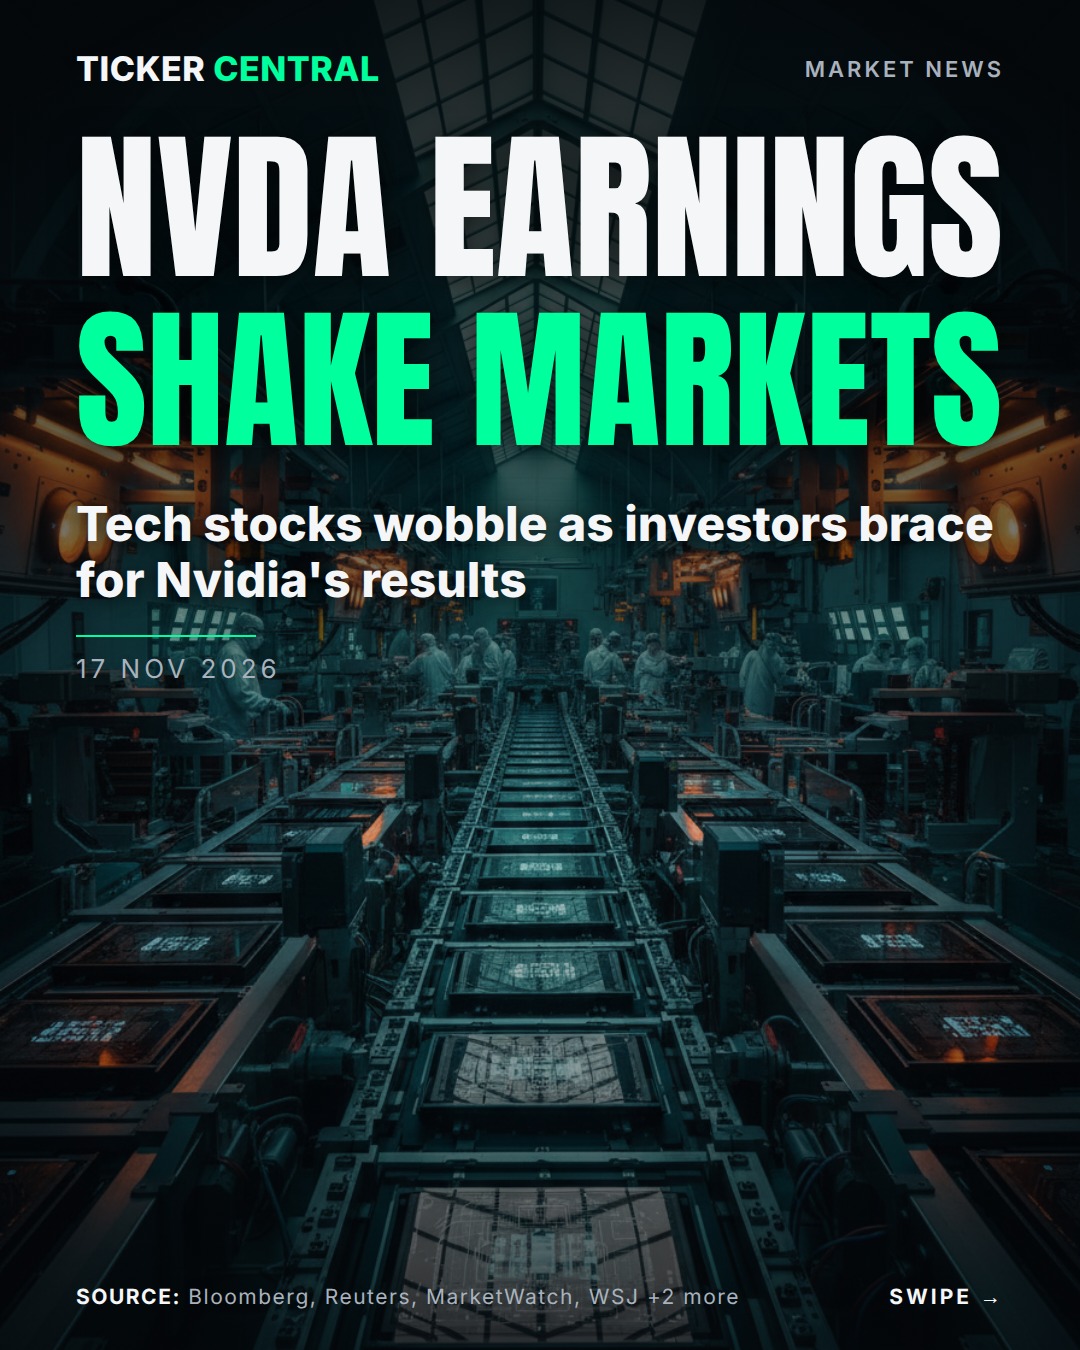 TICKER CENTRAL
MARKET NEWS
NVDA EARNINGS
SHAKE MARKETS
Tech stocks wobble as investors brace
for Nvidia's results
17 NOV 2026
SOURCE: Bloomberg, Reuters, MarketWatch, WSJ +2 more
SWIPE →